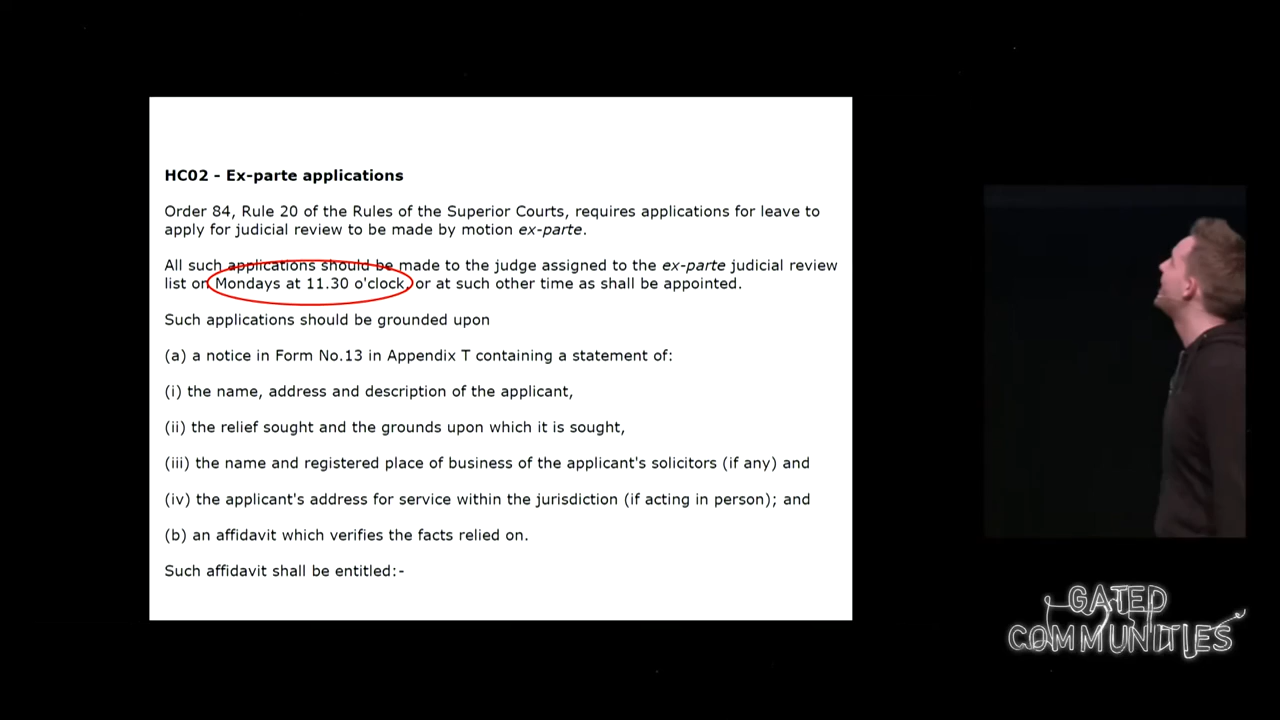 HC02 - Ex-parte applications
Order 84, Rule 20 of the Rules of the Superior Courts, requires applications for leave to
apply for judicial review to be made by motion ex-parte.
All such applications should be made to the judge assigned to the ex-parte judicial review
list on Mondays at 11.30 o'clock, or at such other time as shall be appointed.
Such applications should be grounded upon
(a) a notice in Form No.13 in Appendix T containing a statement of:
(i) the name, address and description of the applicant,
(ii) the relief sought and the grounds upon which it is sought,
(iii) the name and registered place of business of the applicant's solicitors (if any) and
(iv) the applicant's address for service within the jurisdiction (if acting in person); and
(b) an affidavit which verifies the facts relied on.
Such affidavit shall be entitled:-
GATED
COMMUNITIES